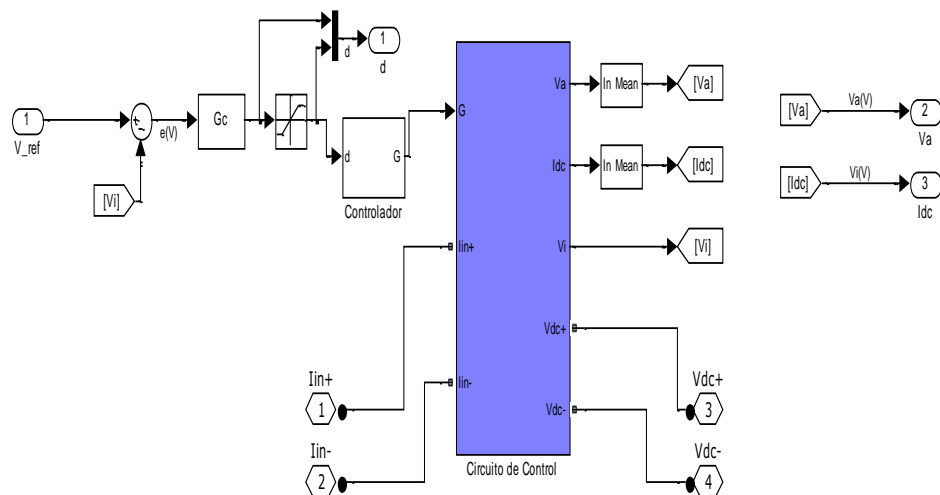 1
V_ref
+
-
e(V)
[Vi]
Gc
d
1
d
d
G
Controlador
G
Iin+
Iin-
Va
Idc
Vi
Vdc+
Vdc-
Circuito de Control
In Mean
[Va]
In Mean
[Idc]
[Vi]
[Va]
Va(V)
2
Va
[Idc]
Vi(V)
3
Idc
Iin+
1
Iin-
2
Vdc+
3
Vdc-
4